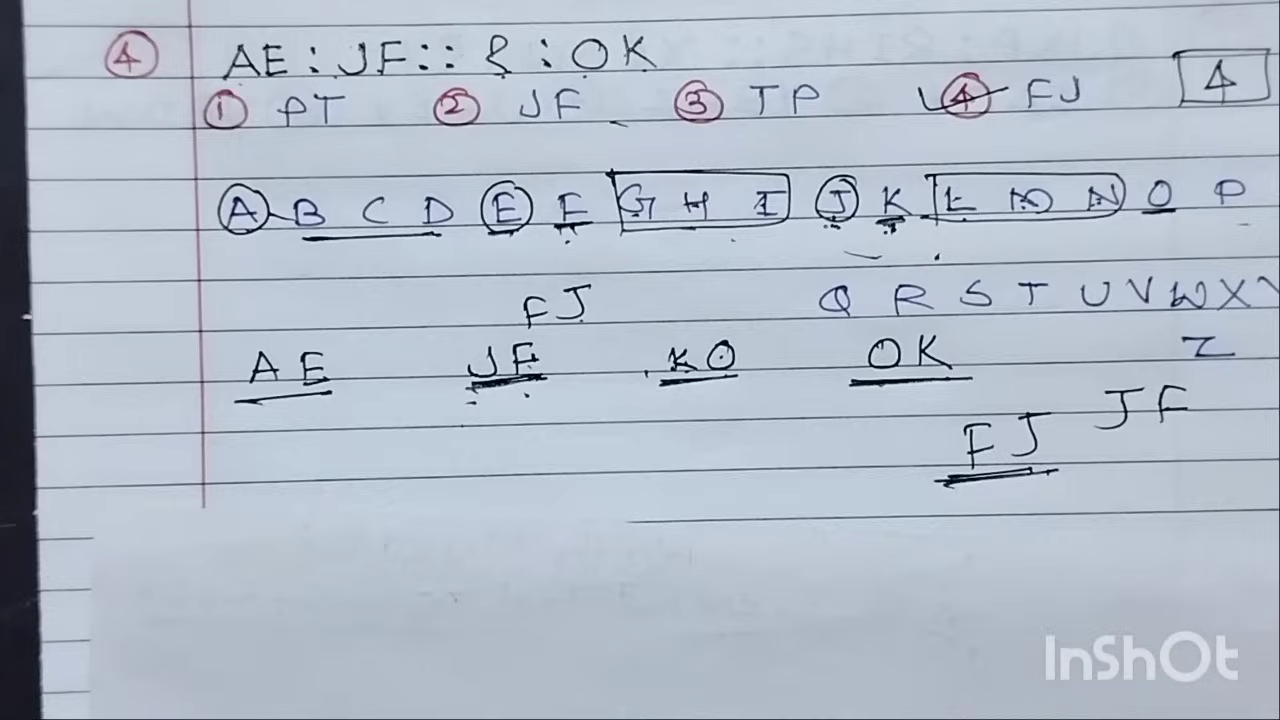 ④ AE : JF :: ? : OK
① PT ② JF ③ TP ④ FJ 4
A B C D E F G H I J K L M N O P
Q R S T U V W X Y
Z
FJ
AE JF KO OK
JF
FJ
InShOt